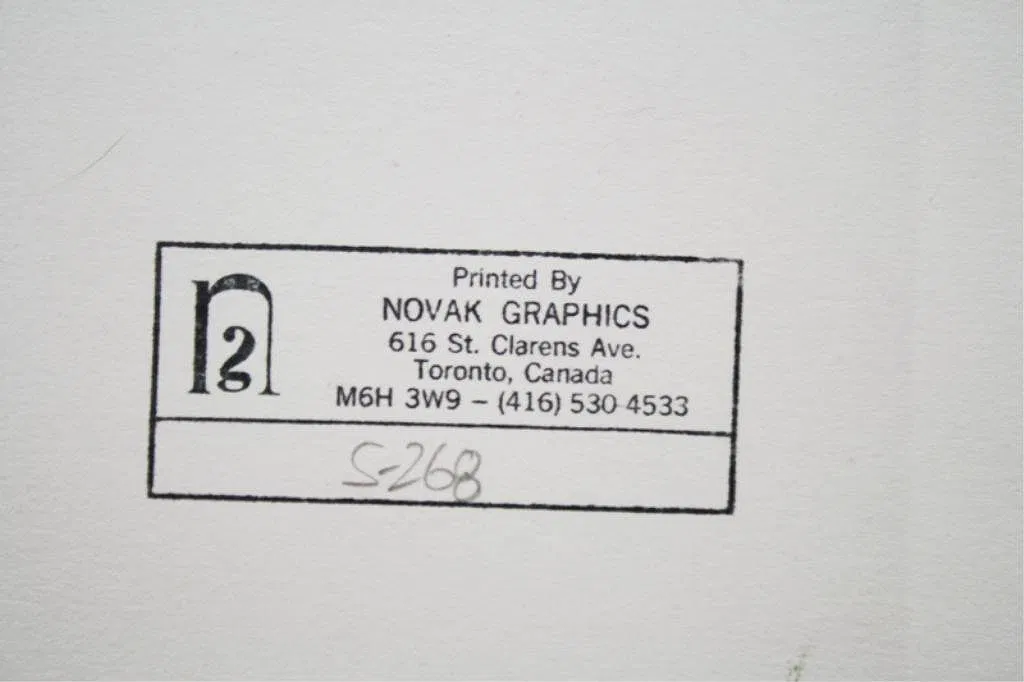 Printed By
NOVAK GRAPHICS
616 St. Clarens Ave.
Toronto, Canada
M6H 3W9 – (416) 530-4533
S-268